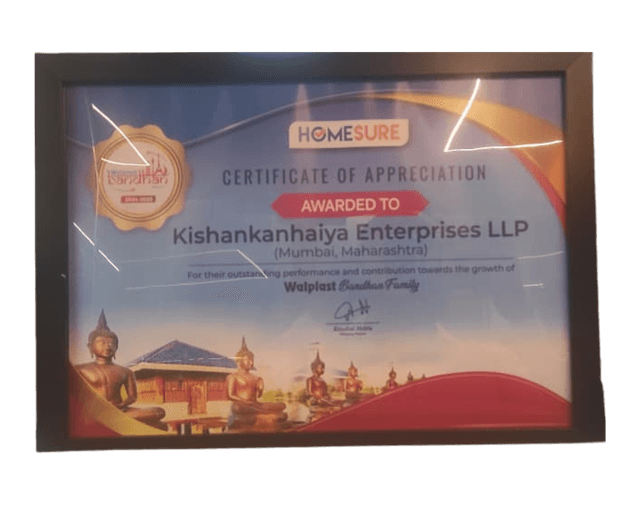 HOMESURE
bandhan
CERTIFICATE OF APPRECIATION
AWARDED TO
Kishankanhaiya Enterprises LLP
(Mumbai, Maharashtra)
For their outstanding performance and contribution towards the growth of
Walplast Bandhan Family